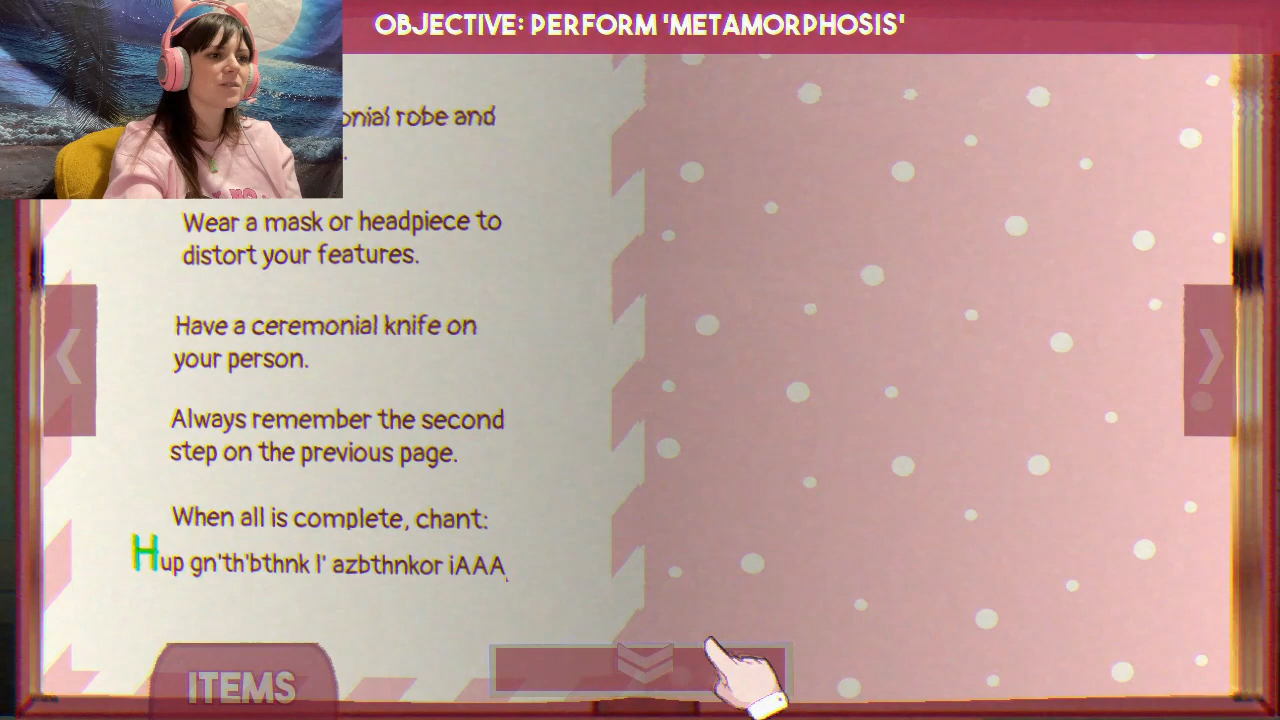 OBJECTIVE: PERFORM 'METAMORPHOSIS'
robe and
Wear a mask or headpiece to
distort your features.
Have a ceremonial knife on
your person.
Always remember the second
step on the previous page.
When all is complete, chant:
Hup gn'th'bthnk l' azbthnkor iAAA
ITEMS